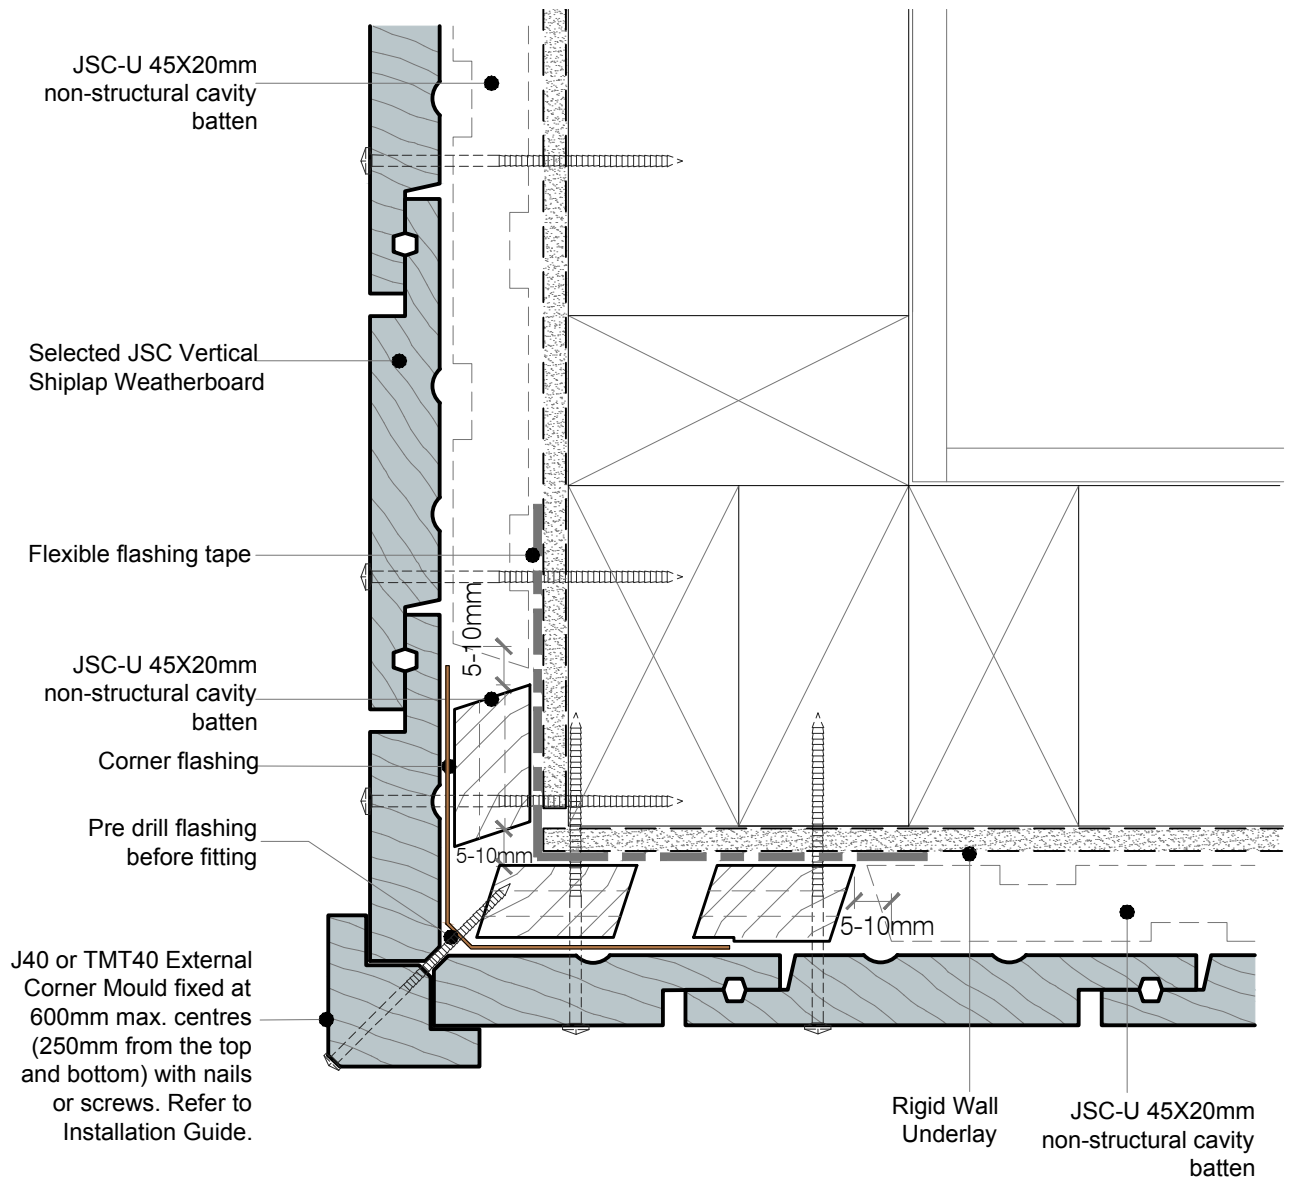 JSC-U 45X20mm
non-structural cavity
batten
Selected JSC Vertical
Shiplap Weatherboard
Flexible flashing tape
5-10mm
JSC-U 45X20mm
non-structural cavity
batten
Corner flashing
Pre drill flashing
before fitting
5-10mm
5-10mm
J40 or TMT40 External
Corner Mould fixed at
600mm max. centres
(250mm from the top
and bottom) with nails
or screws. Refer to
Installation Guide.
Rigid Wall
Underlay
JSC-U 45X20mm
non-structural cavity
batten